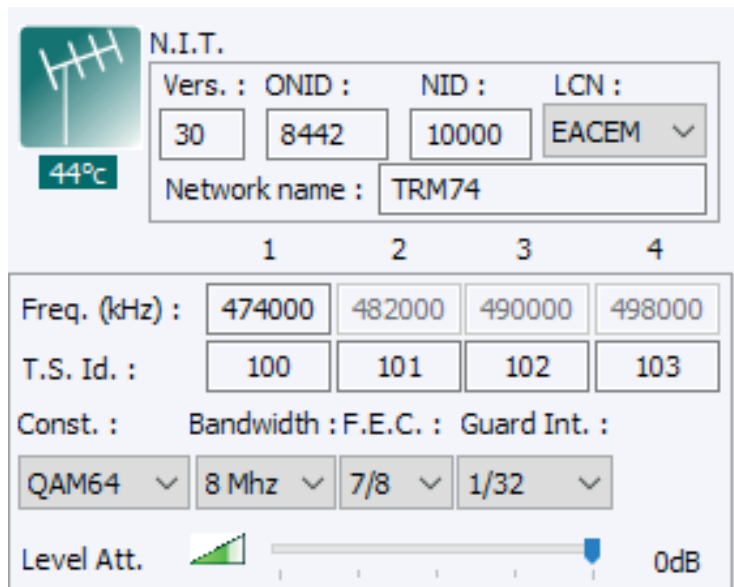 N.I.T.
Vers. : ONID : NID : LCN :
30 8442 10000 EACEM
44°c
Network name : TRM74
1 2 3 4
Freq. (kHz) : 474000 482000 490000 498000
T.S. Id. : 100 101 102 103
Const. : Bandwidth : F.E.C. : Guard Int. :
QAM64 8 Mhz 7/8 1/32
Level Att. 0dB